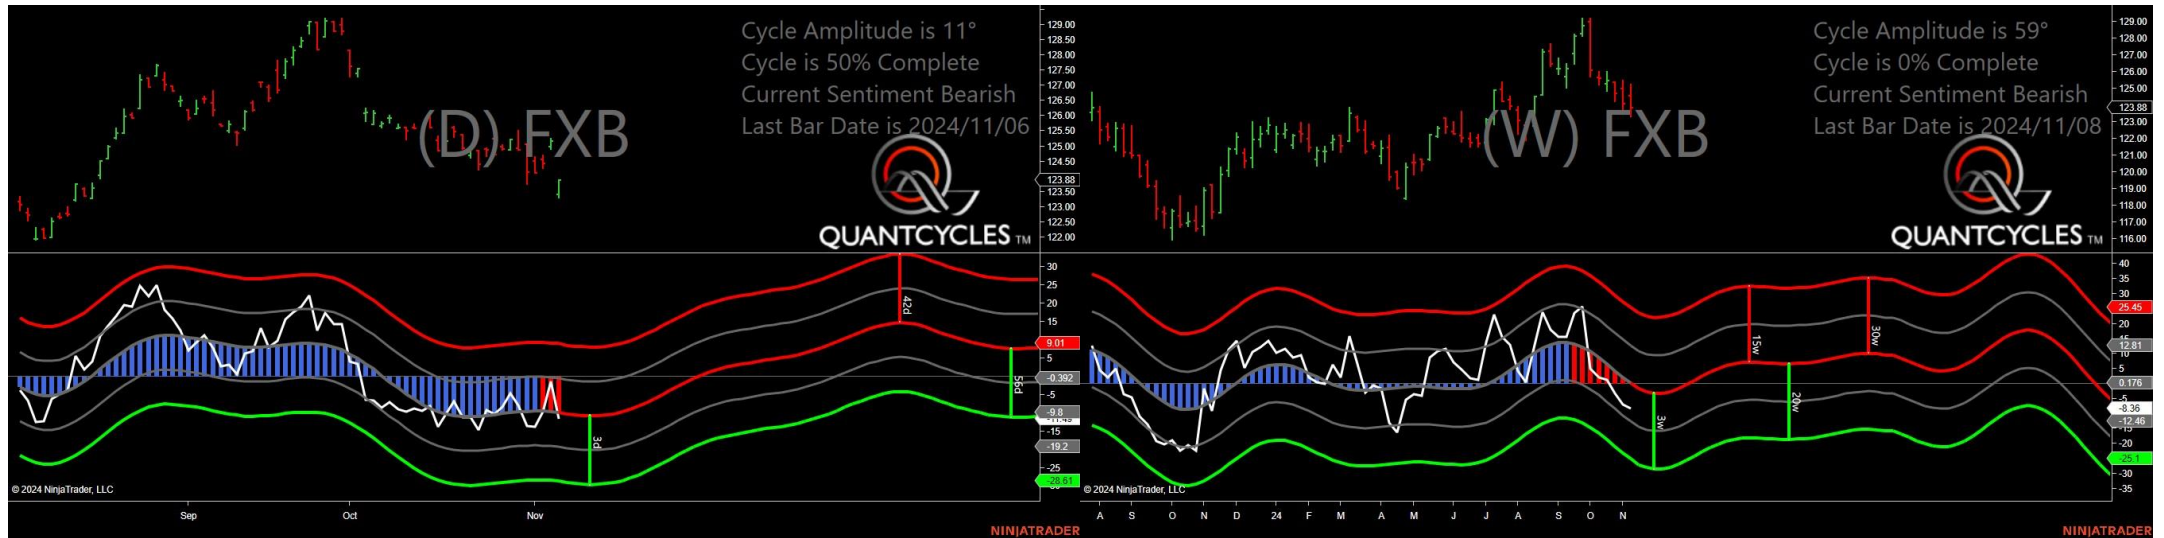 Cycle Amplitude is 11°
Cycle is 50% Complete
Current Sentiment Bearish
Last Bar Date is 2024/11/06
(D) FXB
QUANTCYCLES TM
129.00
128.50
128.00
127.50
127.00
126.50
126.00
125.50
125.00
124.50
123.88
123.50
123.00
122.50
122.00
30
25
20
15
9.01
5
-0.392
-5
-9.8
-11.49
-15
-19.2
-25
-28.61
42d
56d
3d
© 2024 NinjaTrader, LLC
Sep Oct Nov
NINJATRADER
Cycle Amplitude is 59°
Cycle is 0% Complete
Current Sentiment Bearish
Last Bar Date is 2024/11/08
(W) FXB
QUANTCYCLES TM
129.00
128.00
127.00
126.00
125.00
123.88
123.00
122.00
121.00
120.00
119.00
118.00
117.00
116.00
40
35
30
25.45
20
12.81
10
5
0.176
-5
-8.36
-12.46
-15
-20
-25.1
-30
-35
15w
30w
20w
3w
© 2024 NinjaTrader, LLC
A S O N D 24 F M A M J J A S O N
NINJATRADER